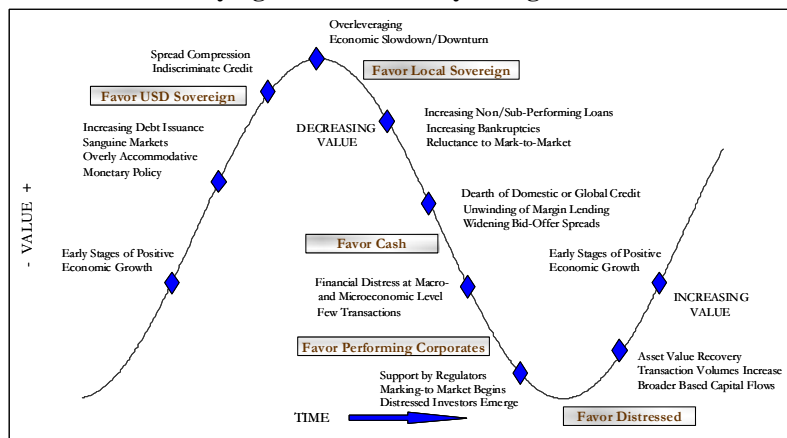 Overleveraging
Economic Slowdown/Downturn
Spread Compression
Indiscriminate Credit
Favor Local Sovereign
Favor USD Sovereign
Increasing Debt Issuance
Sanguine Markets
Overly Accommodative
Monetary Policy
DECREASING
VALUE
Increasing Non/Sub-Performing Loans
Increasing Bankruptcies
Reluctance to Mark-to-Market
- VALUE +
Dearth of Domestic or Global Credit
Unwinding of Margin Lending
Widening Bid-Offer Spreads
Favor Cash
Early Stages of Positive
Economic Growth
Early Stages of Positive
Economic Growth
Financial Distress at Macro-
and Microeconomic Level
Few Transactions
INCREASING
VALUE
Favor Performing Corporates
Asset Value Recovery
Transaction Volumes Increase
Broader Based Capital Flows
Support by Regulators
Marking-to Market Begins
Distressed Investors Emerge
TIME
Favor Distressed